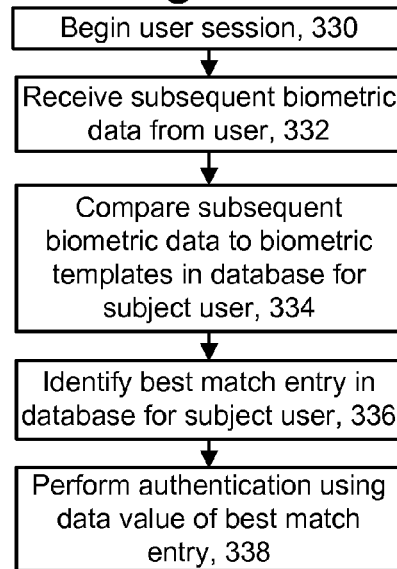 Begin user session, 330
Receive subsequent biometric
data from user, 332
Compare subsequent
biometric data to biometric
templates in database for
subject user, 334
Identify best match entry in
database for subject user, 336
Perform authentication using
data value of best match
entry, 338